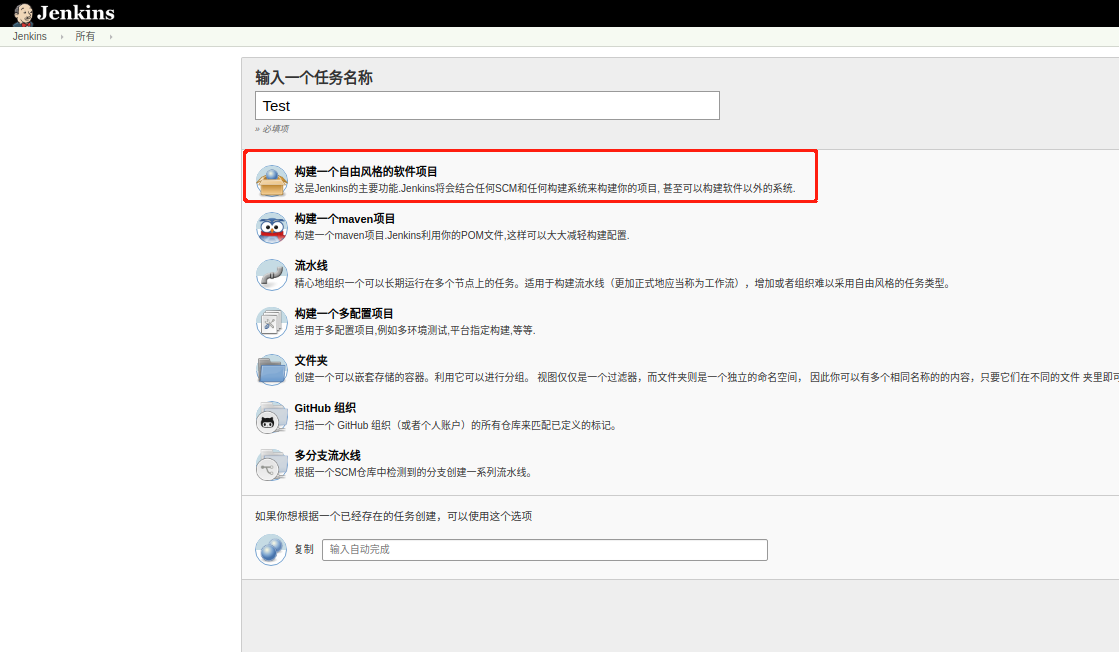 Jenkins
Jenkins › 所有 ›
输入一个任务名称
Test
» 必填项
构建一个自由风格的软件项目
这是Jenkins的主要功能.Jenkins将会结合任何SCM和任何构建系统来构建你的项目, 甚至可以构建软件以外的系统.
构建一个maven项目
构建一个maven项目.Jenkins利用你的POM文件,这样可以大大减轻构建配置.
流水线
精心地组织一个可以长期运行在多个节点上的任务。适用于构建流水线（更加正式地应当称为工作流），增加或者组织难以采用自由风格的任务类型。
构建一个多配置项目
适用于多配置项目,例如多环境测试,平台指定构建,等等.
文件夹
创建一个可以嵌套存储的容器。利用它可以进行分组。 视图仅仅是一个过滤器，而文件夹则是一个独立的命名空间， 因此你可以有多个相同名称的的内容，只要它们在不同的文件 夹里即可
GitHub 组织
扫描一个 GitHub 组织（或者个人账户）的所有仓库来匹配已定义的标记。
多分支流水线
根据一个SCM仓库中检测到的分支创建一系列流水线。
如果你想根据一个已经存在的任务创建，可以使用这个选项
复制 输入自动完成